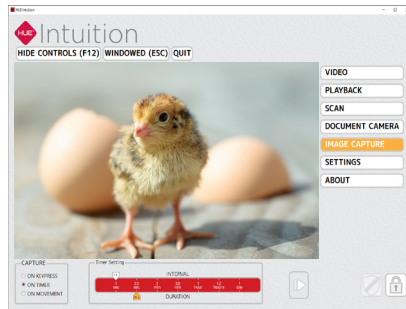 HUE Intuition
HUE
Intuition
HIDE CONTROLS (F12) WINDOWED (ESC) QUIT
VIDEO
PLAYBACK
SCAN
DOCUMENT CAMERA
IMAGE CAPTURE
SETTINGS
ABOUT
CAPTURE
ON KEYPRESS
ON TIMER
ON MOVEMENT
Timer Setting
INTERVAL
DURATION